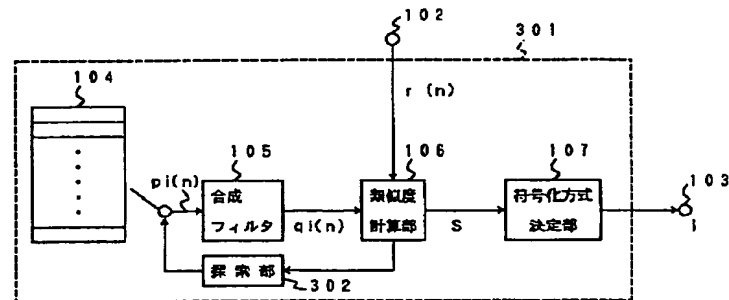 102
301
104
r(n)
105
106
107
103
pi(n)
合成
フィルタ
qi(n)
類似度
計算部
S
符号化方式
決定部
I
探索部
302